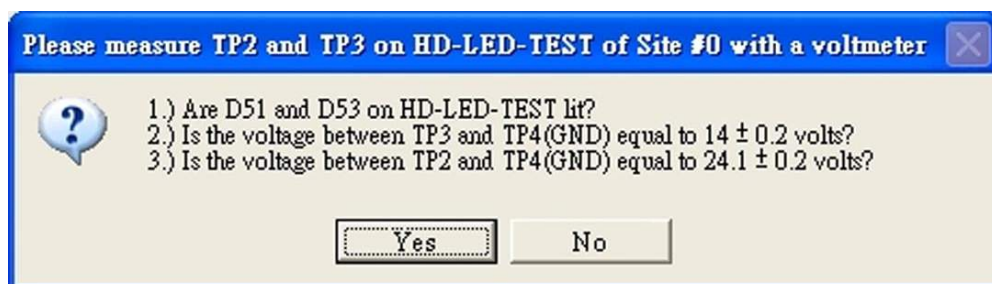 Please measure TP2 and TP3 on HD-LED-TEST of Site #0 with a voltmeter
1.) Are D51 and D53 on HD-LED-TEST lit?
2.) Is the voltage between TP3 and TP4(GND) equal to 14 ± 0.2 volts?
3.) Is the voltage between TP2 and TP4(GND) equal to 24.1 ± 0.2 volts?
Yes No